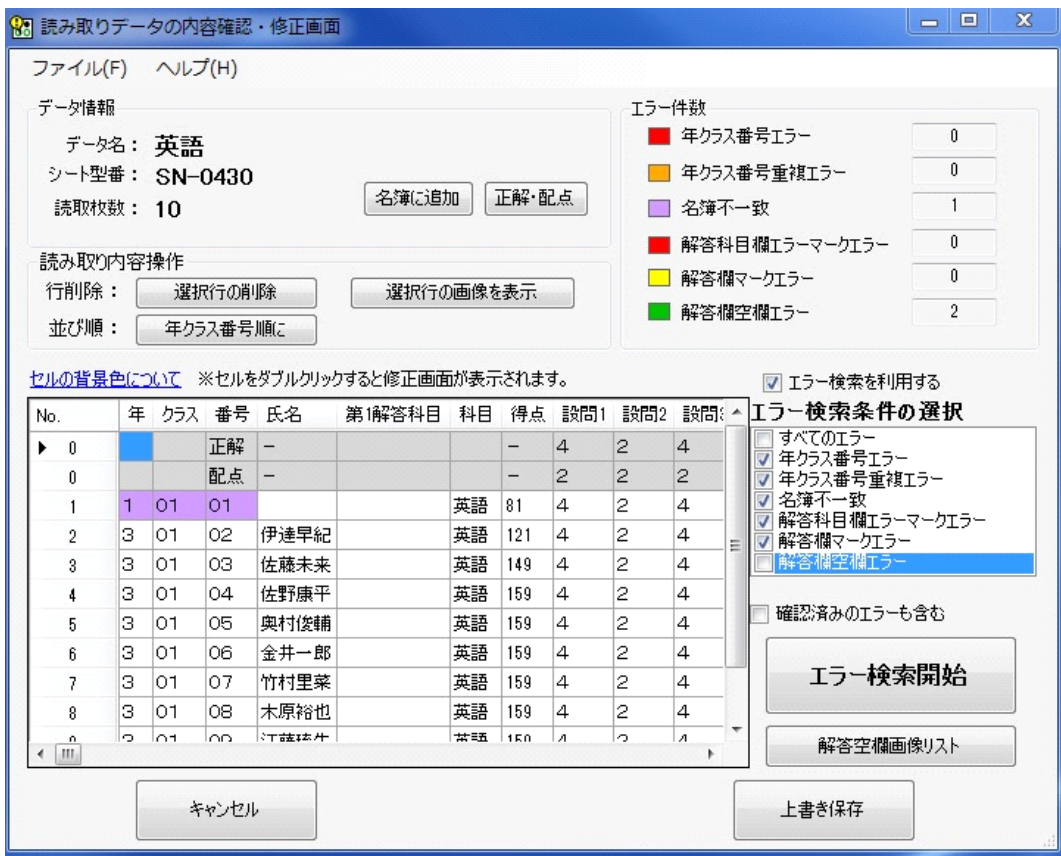 読み取りデータの内容確認・修正画面
ファイル(F) ヘルプ(H)
データ情報
データ名： 英語
シート型番： SN-0430
読取枚数： 10
名簿に追加 正解・配点
エラー件数
年クラス番号エラー 0
年クラス番号重複エラー 0
名簿不一致 1
解答科目欄エラーマークエラー 0
解答欄マークエラー 0
解答欄空欄エラー 2
読み取り内容操作
行削除： 選択行の削除 選択行の画像を表示
並び順： 年クラス番号順に
セルの背景色について ※セルをダブルクリックすると修正画面が表示されます。
No. 年 クラス 番号 氏名 第1解答科目 科目 得点 設問1 設問2 設問3
0 正解 － － 4 2 4
0 配点 － － 2 2 2
1 1 01 01 英語 81 4 2 4
2 3 01 02 伊達早紀 英語 121 4 2 4
3 3 01 03 佐藤未来 英語 149 4 2 4
4 3 01 04 佐野康平 英語 159 4 2 4
5 3 01 05 奥村俊輔 英語 159 4 2 4
6 3 01 06 金井一郎 英語 159 4 2 4
7 3 01 07 竹村里菜 英語 159 4 2 4
8 3 01 08 木原裕也 英語 159 4 2 4
エラー検索を利用する
エラー検索条件の選択
すべてのエラー
年クラス番号エラー
年クラス番号重複エラー
名簿不一致
解答科目欄エラーマークエラー
解答欄マークエラー
解答欄空欄エラー
確認済みのエラーも含む
エラー検索開始
解答空欄画像リスト
キャンセル 上書き保存